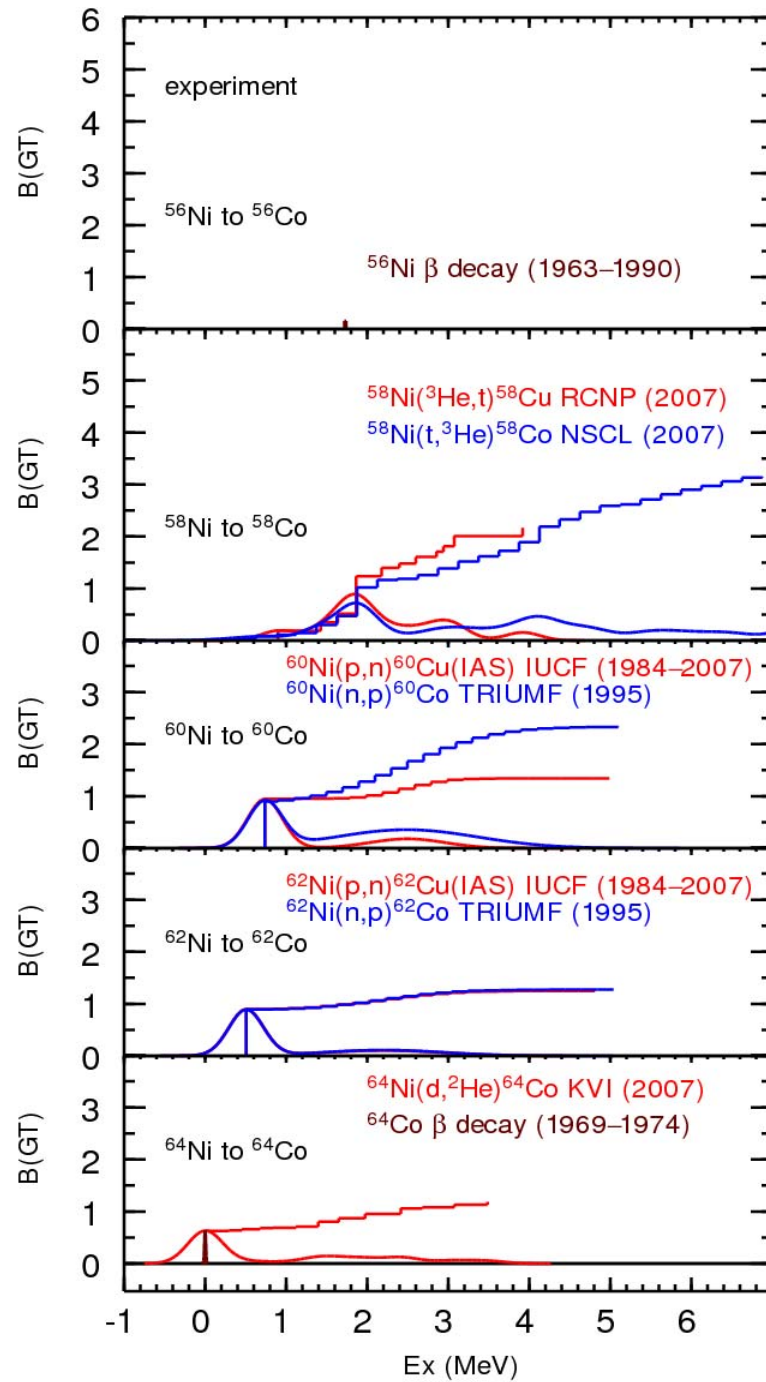 6
5
4
3
2
1
0
B(GT)
experiment
⁵⁶Ni to ⁵⁶Co
⁵⁶Ni β decay (1963–1990)
5
4
3
2
1
0
B(GT)
⁵⁸Ni(³He,t)⁵⁸Cu RCNP (2007)
⁵⁸Ni(t,³He)⁵⁸Co NSCL (2007)
⁵⁸Ni to ⁵⁸Co
3
2
1
0
B(GT)
⁶⁰Ni(p,n)⁶⁰Cu(IAS) IUCF (1984–2007)
⁶⁰Ni(n,p)⁶⁰Co TRIUMF (1995)
⁶⁰Ni to ⁶⁰Co
3
2
1
0
B(GT)
⁶²Ni(p,n)⁶²Cu(IAS) IUCF (1984–2007)
⁶²Ni(n,p)⁶²Co TRIUMF (1995)
⁶²Ni to ⁶²Co
3
2
1
0
B(GT)
⁶⁴Ni(d,²He)⁶⁴Co KVI (2007)
⁶⁴Co β decay (1969–1974)
⁶⁴Ni to ⁶⁴Co
-1 0 1 2 3 4 5 6
Ex (MeV)